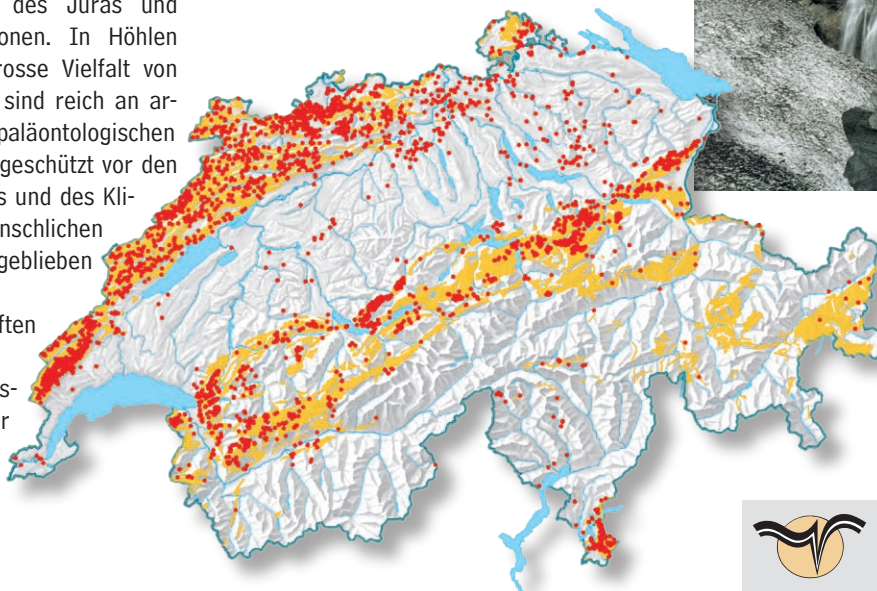 des Juras und
onen. In Höhlen
rosse Vielfalt von
sind reich an ar-
paläontologischen
geschützt vor den
s und des Kli-
nschlichen
geblieben
ften
s-
r